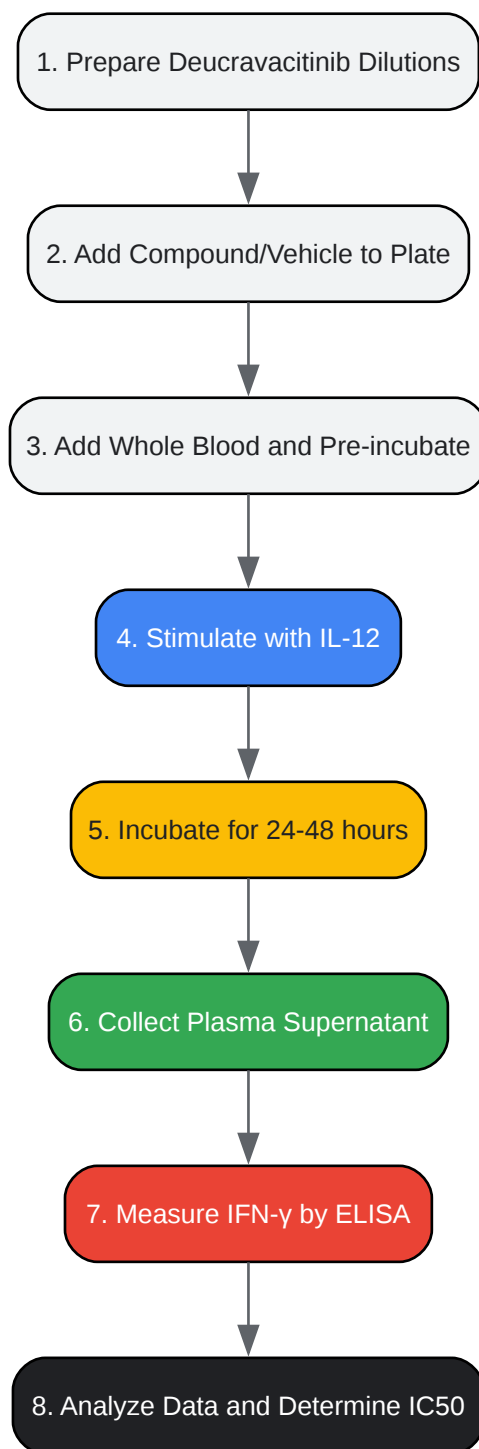 1. Prepare Deucravacitinib Dilutions
2. Add Compound/Vehicle to Plate
3. Add Whole Blood and Pre-incubate
4. Stimulate with IL-12
5. Incubate for 24-48 hours
6. Collect Plasma Supernatant
7. Measure IFN-γ by ELISA
8. Analyze Data and Determine IC50